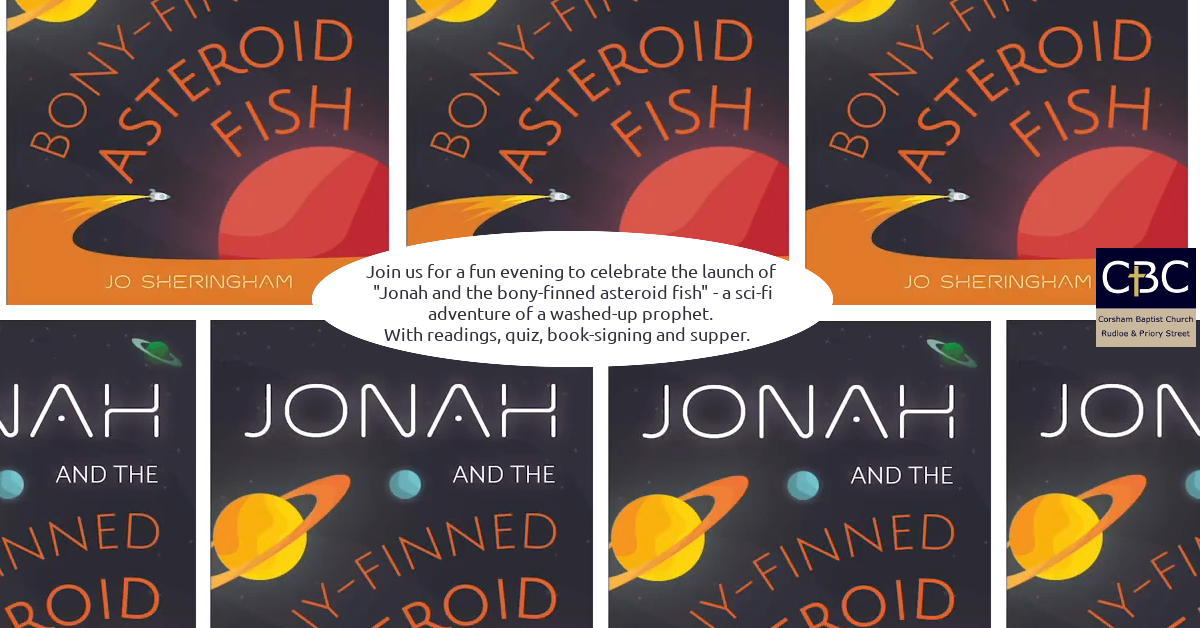 BONY-FIN
ASTEROID
FISH
JO SHERINGHAM
BONY-FIN
ASTEROID
FISH
BONY-FIN
ASTEROID
FISH
JO SHERINGHAM
Join us for a fun evening to celebrate the launch of
"Jonah and the bony-finned asteroid fish" - a sci-fi
adventure of a washed-up prophet.
With readings, quiz, book-signing and supper.
CBC
Corsham Baptist Church
Rudloe & Priory Street
NAH
AND THE
INNED
ROID
JONAH
AND THE
NY-FINNED
ROID
JONAH
AND THE
NY-FINNED
ROID
JON